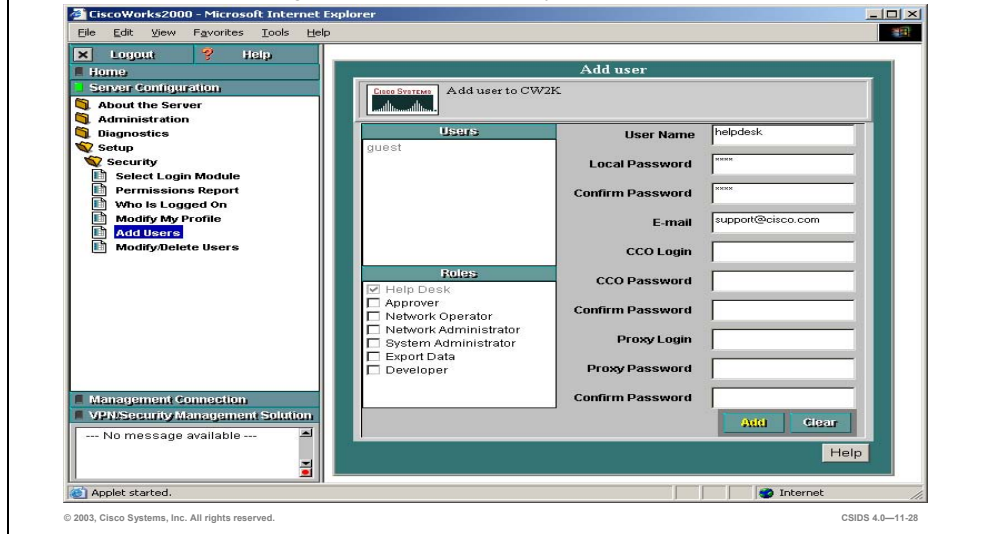 CiscoWorks2000 - Microsoft Internet Explorer
File Edit View Favorites Tools Help
Logout ? Help
Home
Server Configuration
About the Server
Administration
Diagnostics
Setup
Security
Select Login Module
Permissions Report
Who Is Logged On
Modify My Profile
Add Users
Modify/Delete Users
Management Connection
VPN/Security Management Solution
--- No message available ---
Add user
CISCO SYSTEMS
Add user to CW2K
Users
guest
Roles
Help Desk
Approver
Network Operator
Network Administrator
System Administrator
Export Data
Developer
User Name helpdesk
Local Password ****
Confirm Password ****
E-mail support@cisco.com
CCO Login
CCO Password
Confirm Password
Proxy Login
Proxy Password
Confirm Password
Add Clear
Help
Applet started. Internet
© 2003, Cisco Systems, Inc. All rights reserved. CSIDS 4.0—11-28